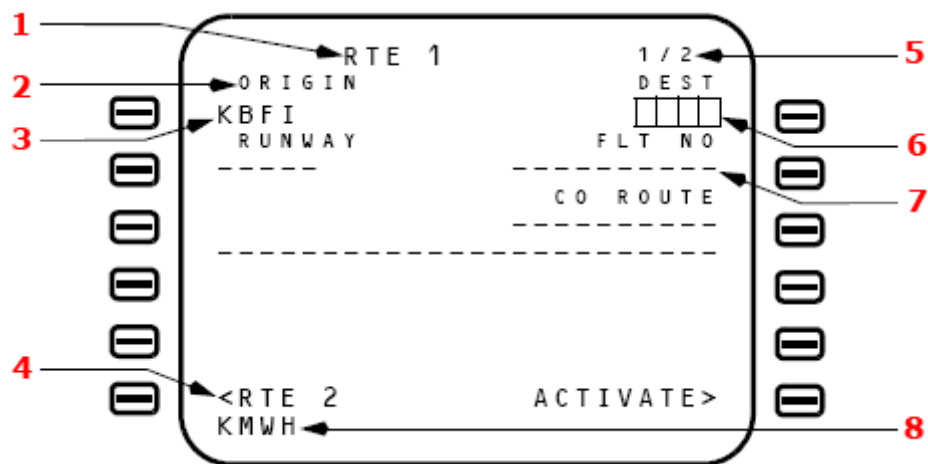 1 RTE 1 1/2 5
2 ORIGIN DEST
3 KBFI 6
RUNWAY FLT NO
----- ---------- 7
CO ROUTE
----------
-------------------------
4 <RTE 2 ACTIVATE>
KMWH 8